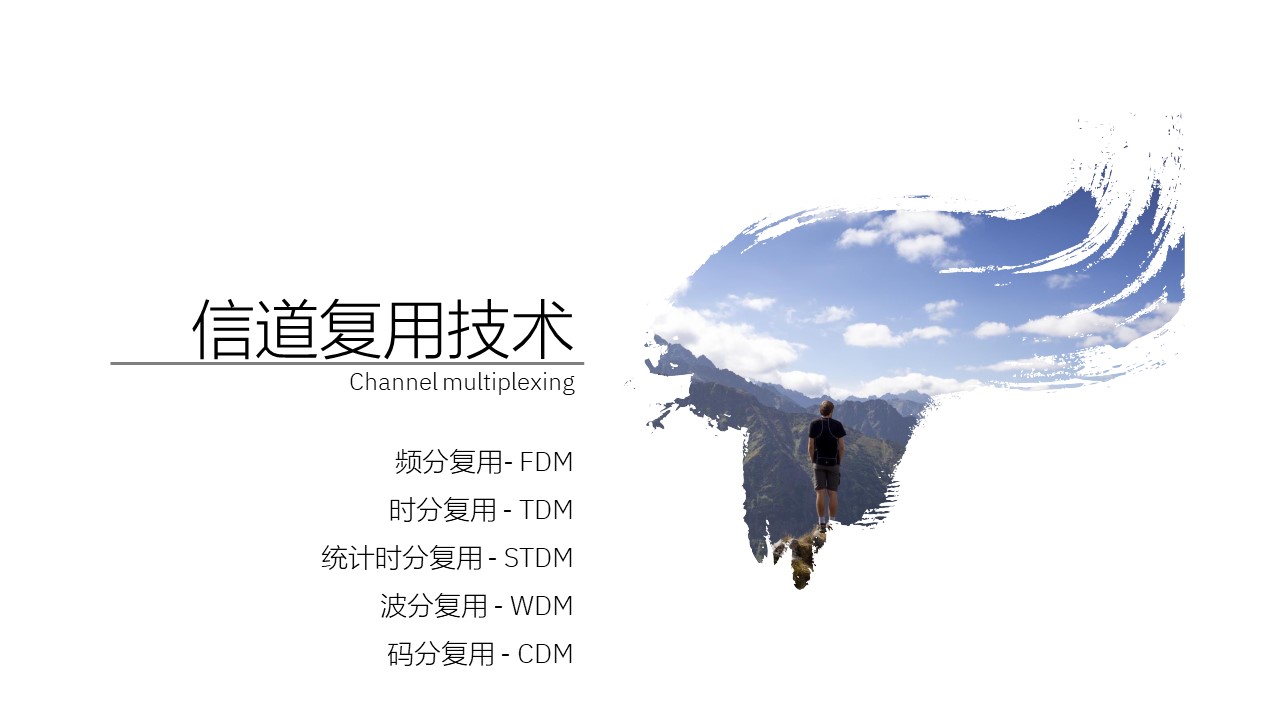 信道复用技术
Channel multiplexing
频分复用- FDM
时分复用 - TDM
统计时分复用 - STDM
波分复用 - WDM
码分复用 - CDM